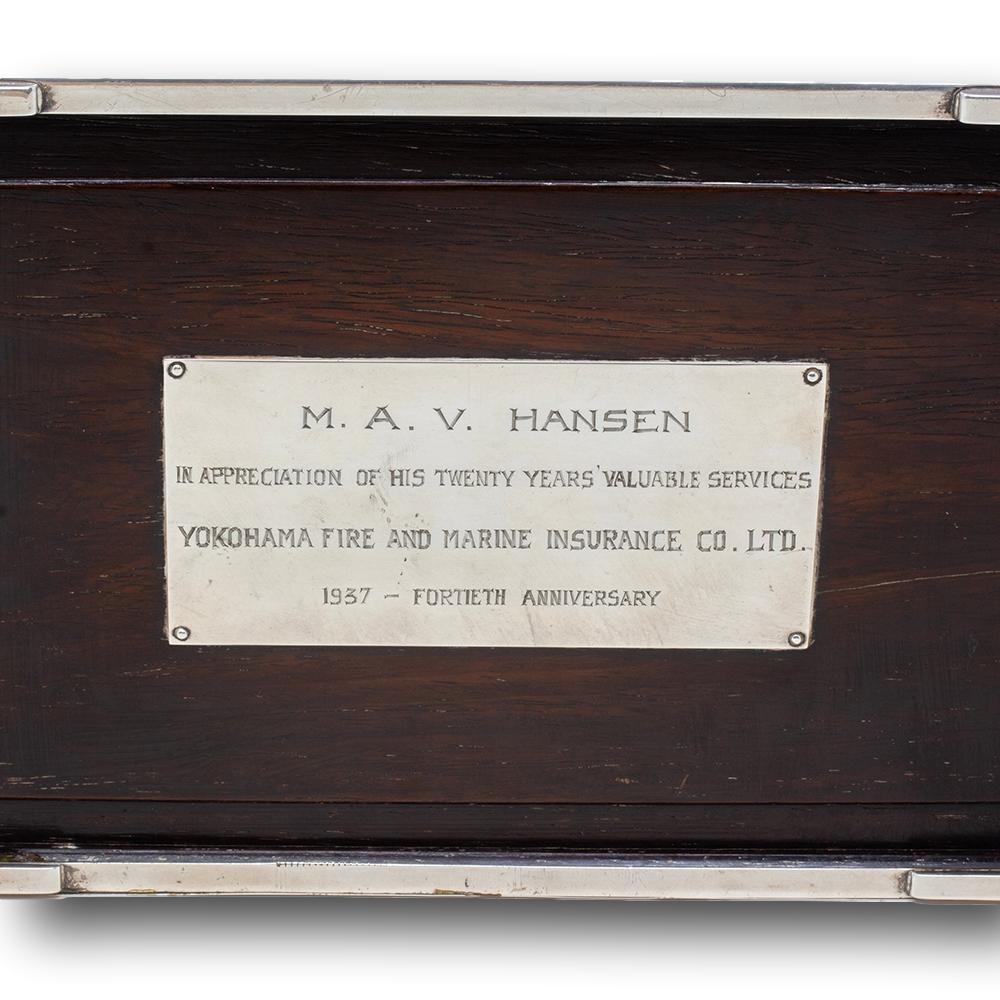 M. A. V. HANSEN
IN APPRECIATION OF HIS TWENTY YEARS' VALUABLE SERVICES
YOKOHAMA FIRE AND MARINE INSURANCE CO. LTD.
1937 – FORTIETH ANNIVERSARY